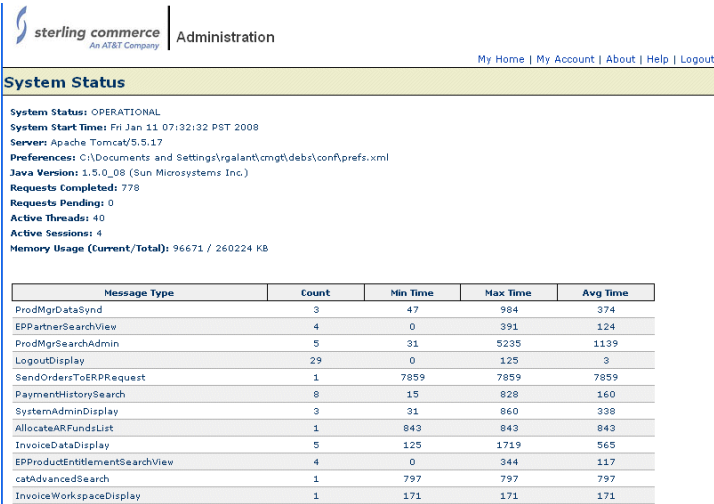 sterling commerce
An AT&T Company
Administration
My Home | My Account | About | Help | Logout
System Status
System Status: OPERATIONAL
System Start Time: Fri Jan 11 07:32:32 PST 2008
Server: Apache Tomcat/5.5.17
Preferences: C:\Documents and Settings\rgalant\cmgt\debs\conf\prefs.xml
Java Version: 1.5.0_08 (Sun Microsystems Inc.)
Requests Completed: 778
Requests Pending: 0
Active Threads: 40
Active Sessions: 4
Memory Usage (Current/Total): 96671 / 260224 KB
Message Type Count Min Time Max Time Avg Time
ProdMgrDataSynd 3 47 984 374
EPPartnerSearchView 4 0 391 124
ProdMgrSearchAdmin 5 31 5235 1139
LogoutDisplay 29 0 125 3
SendOrdersToERPRequest 1 7859 7859 7859
PaymentHistorySearch 8 15 828 160
SystemAdminDisplay 3 31 860 338
AllocateARFundsList 1 843 843 843
InvoiceDataDisplay 5 125 1719 565
EPProductEntitlementSearchView 4 0 344 117
catAdvancedSearch 1 797 797 797
InvoiceWorkspaceDisplay 1 171 171 171